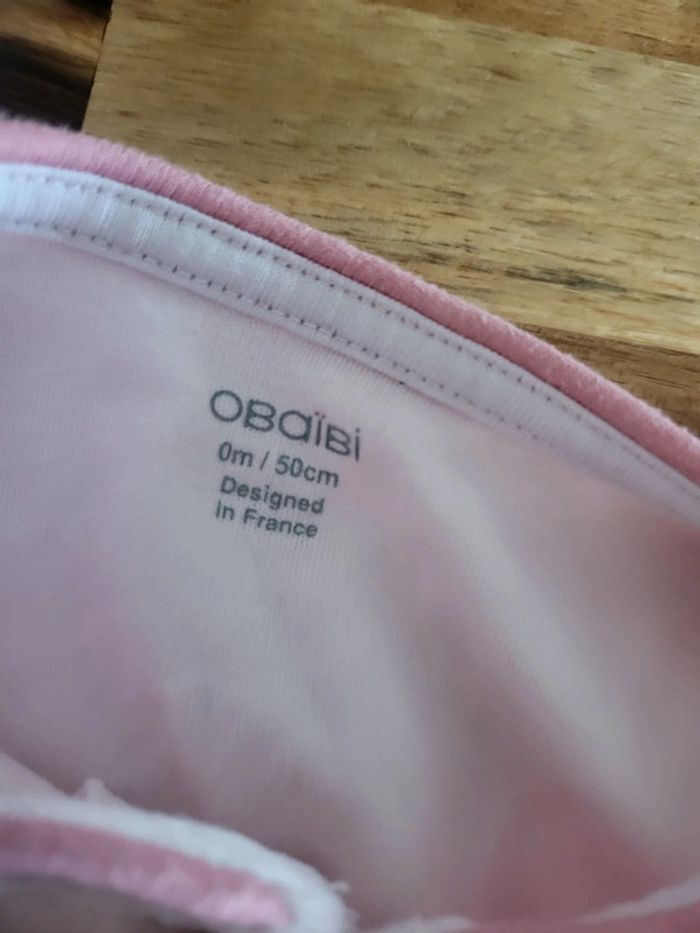 OBaïBi
0m / 50cm
Designed
in France